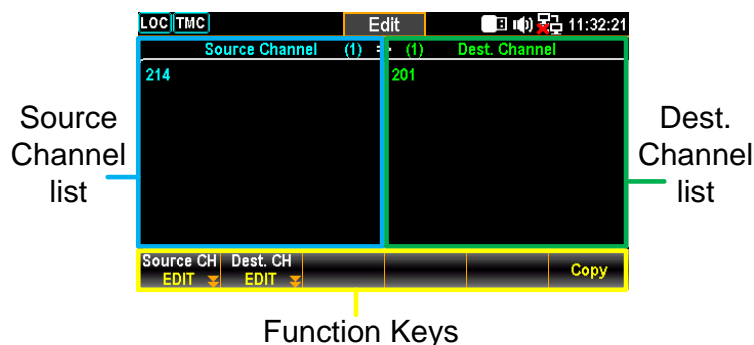 LOC TMC Edit 11:32:21
Source Channel (1) => (1) Dest. Channel
214 201
Source Channel list
Dest. Channel list
Source CH Dest. CH
EDIT EDIT Copy
Function Keys